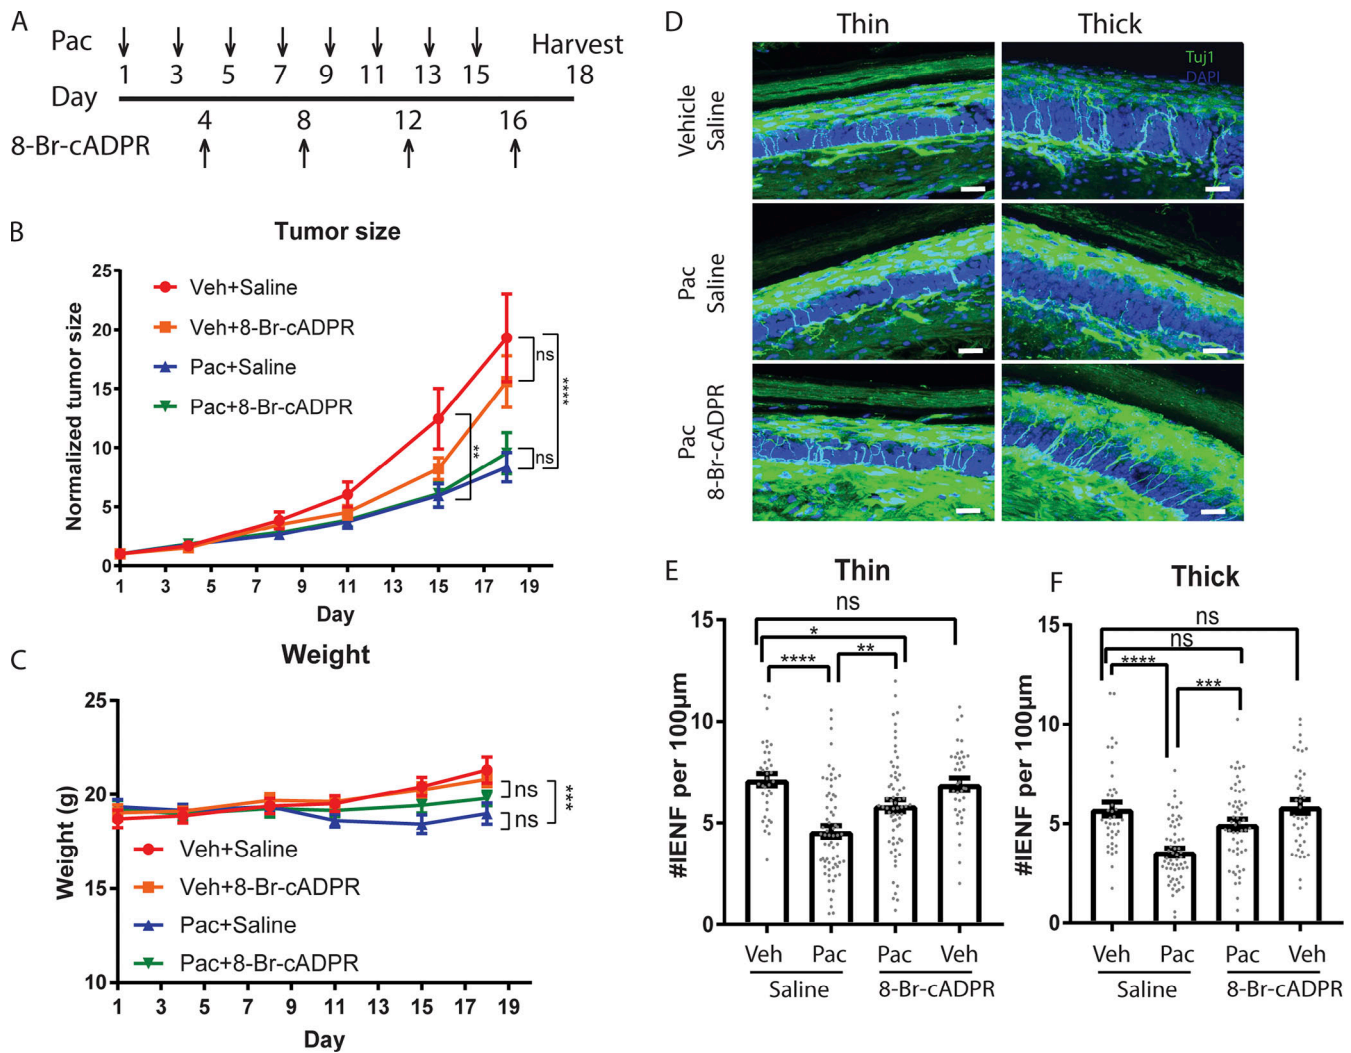 A
Pac
Harvest
1 3 5 7 9 11 13 15 18
Day
4 8 12 16
8-Br-cADPR
B
Tumor size
Normalized tumor size
25
20
15
10
5
0
Veh+Saline
Veh+8-Br-cADPR
Pac+Saline
Pac+8-Br-cADPR
ns
****
**
ns
1 3 5 7 9 11 13 15 17 19
Day
C
Weight
Weight (g)
25
20
15
10
ns
ns
***
Veh+Saline
Veh+8-Br-cADPR
Pac+Saline
Pac+8-Br-cADPR
1 3 5 7 9 11 13 15 17 19
Day
D
Thin Thick
Tuj1
DAPI
Vehicle
Saline
Pac
Saline
Pac
8-Br-cADPR
E
Thin
#IENF per 100μm
15
10
5
0
ns
*
****
**
Veh Pac Pac Veh
Saline 8-Br-cADPR
F
Thick
#IENF per 100μm
15
10
5
0
ns
ns
****
***
Veh Pac Pac Veh
Saline 8-Br-cADPR